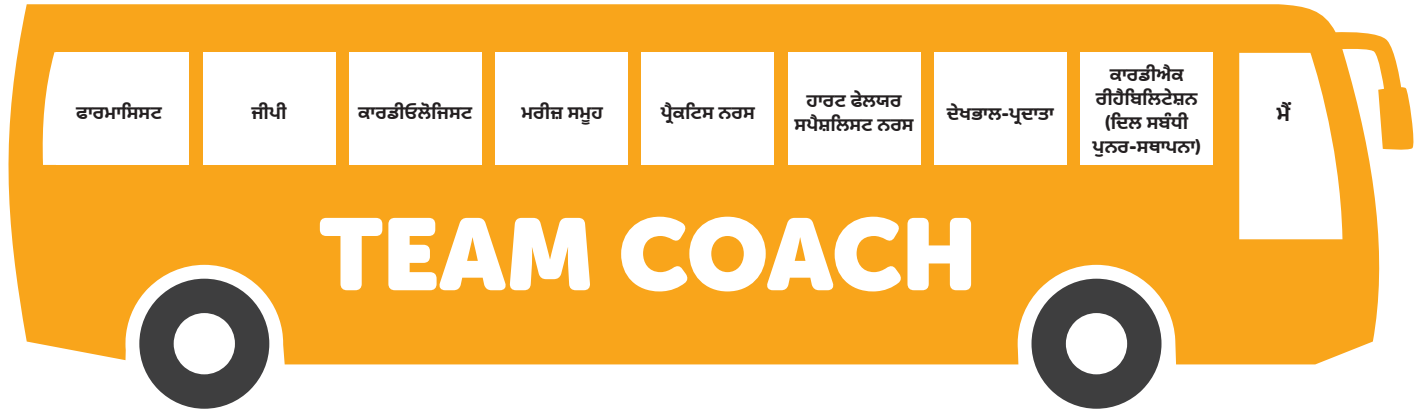 ਫਾਰਮਾਸਿਸਟ
ਜੀਪੀ
ਕਾਰਡੀਓਲੋਜਿਸਟ
ਮਰੀਜ਼ ਸਮੂਹ
ਪ੍ਰੈਕਟਿਸ ਨਰਸ
ਹਾਰਟ ਫੇਲਯਰ
ਸਪੈਸ਼ਲਿਸਟ ਨਰਸ
ਦੇਖਭਾਲ-ਪ੍ਰਦਾਤਾ
ਕਾਰਡੀਐਕ
ਰੀਹੈਬਿਲਿਟੇਸ਼ਨ
(ਦਿਲ ਸਬੰਧੀ
ਪੁਨਰ-ਸਥਾਪਨਾ)
ਮੈਂ
TEAM COACH